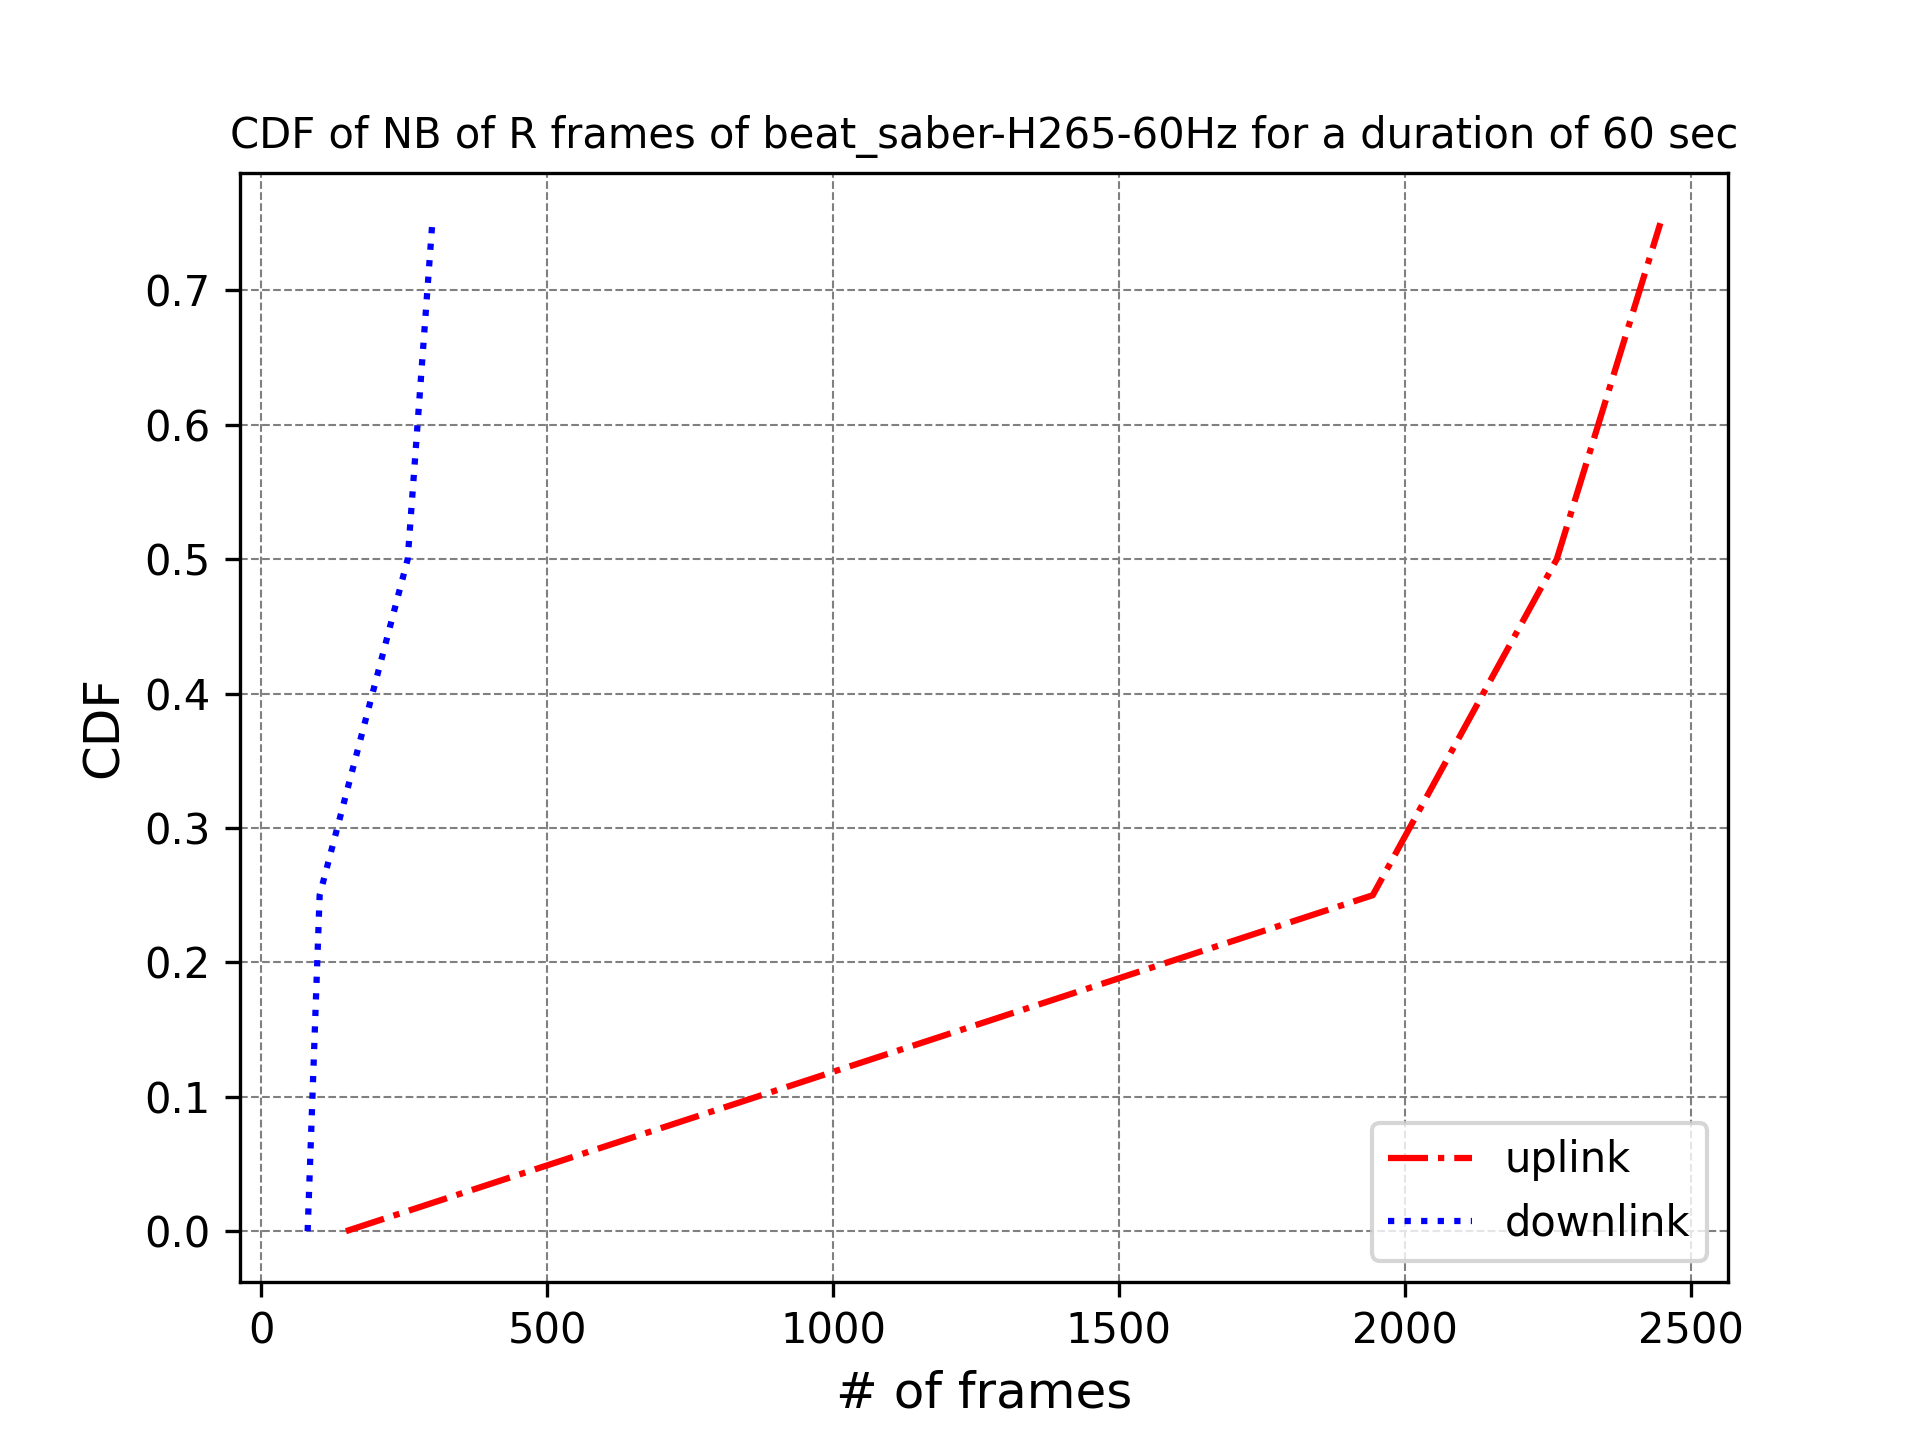 CDF of NB of R frames of beat_saber-H265-60Hz for a duration of 60 sec
CDF
0.7
0.6
0.5
0.4
0.3
0.2
0.1
0.0
uplink
downlink
0 500 1000 1500 2000 2500
# of frames